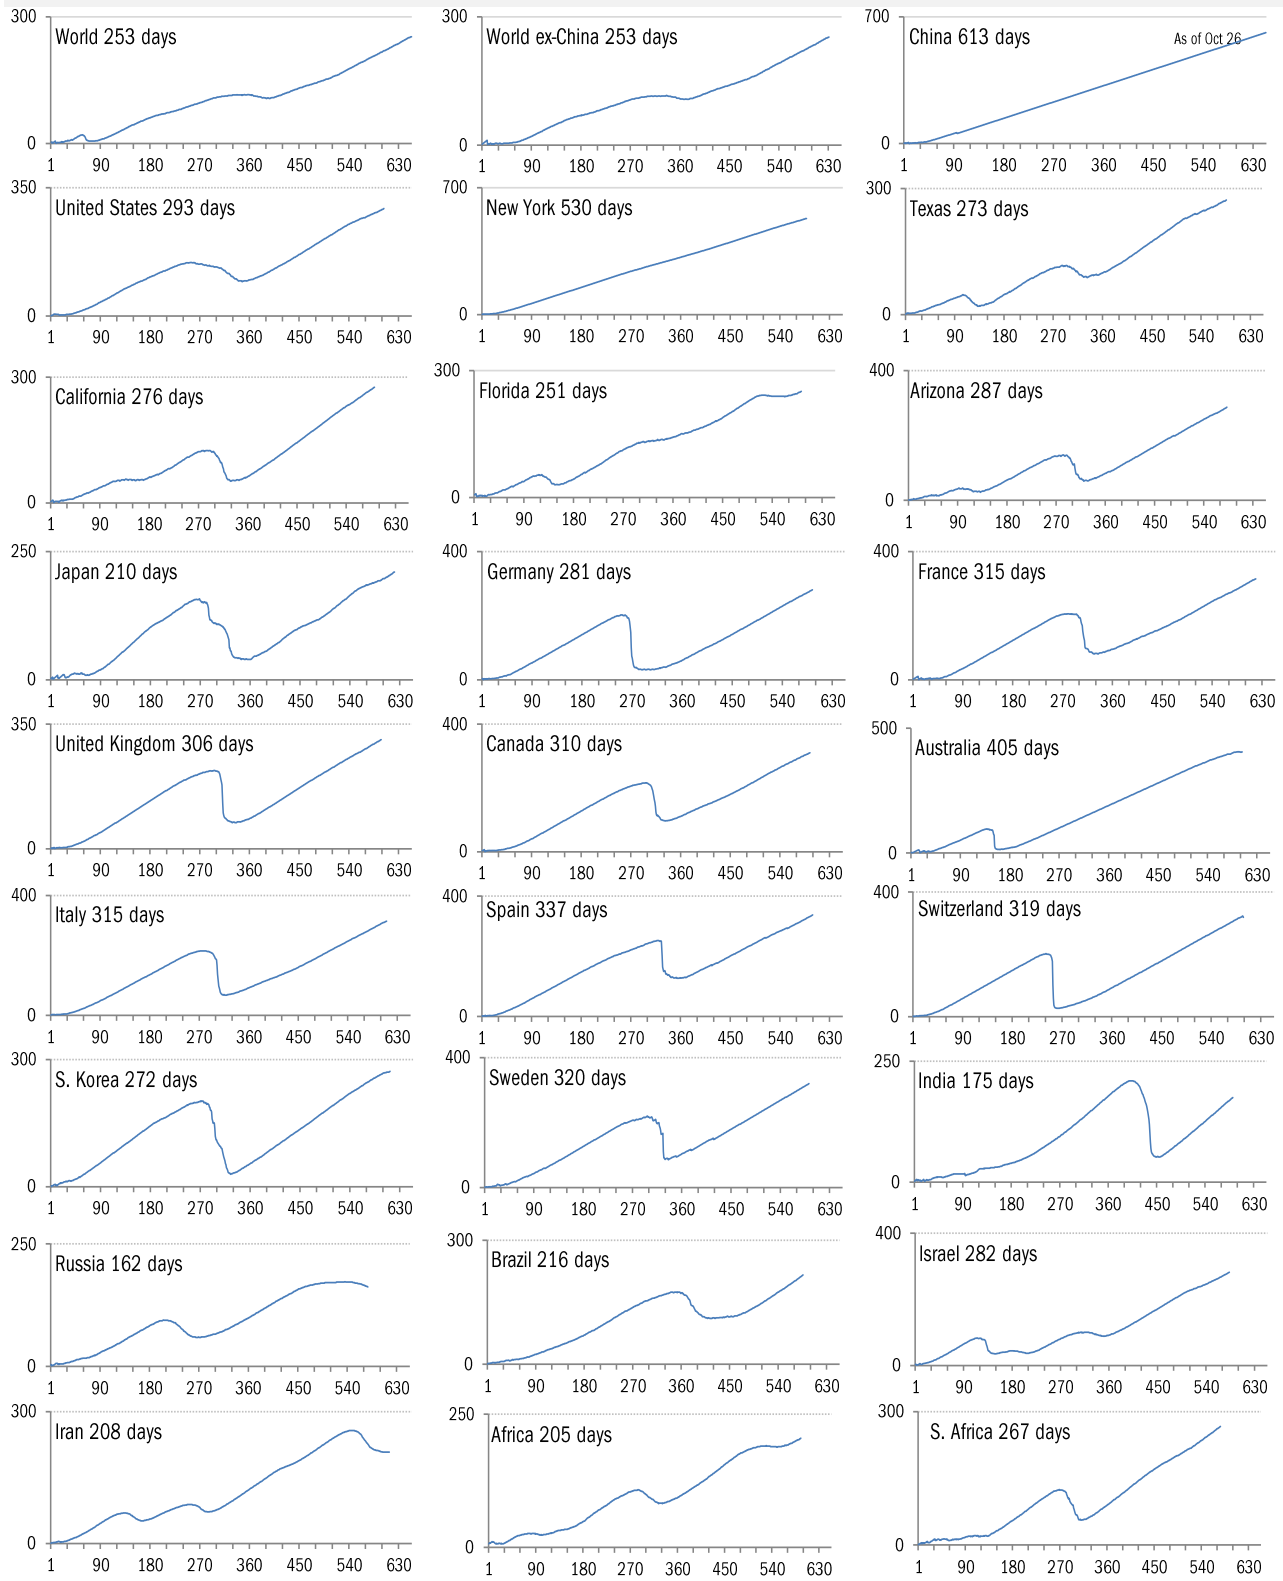 300
World 253 days
0
1 90 180 270 360 450 540 630
300
World ex-China 253 days
0
1 90 180 270 360 450 540 630
700
China 613 days
As of Oct 26
0
1 90 180 270 360 450 540 630
350
United States 293 days
0
1 90 180 270 360 450 540 630
700
New York 530 days
0
1 90 180 270 360 450 540 630
300
Texas 273 days
0
1 90 180 270 360 450 540 630
300
California 276 days
0
1 90 180 270 360 450 540 630
300
Florida 251 days
0
1 90 180 270 360 450 540 630
400
Arizona 287 days
0
1 90 180 270 360 450 540 630
250
Japan 210 days
0
1 90 180 270 360 450 540 630
400
Germany 281 days
0
1 90 180 270 360 450 540 630
400
France 315 days
0
1 90 180 270 360 450 540 630
350
United Kingdom 306 days
0
1 90 180 270 360 450 540 630
400
Canada 310 days
0
1 90 180 270 360 450 540 630
500
Australia 405 days
0
1 90 180 270 360 450 540 630
400
Italy 315 days
0
1 90 180 270 360 450 540 630
400
Spain 337 days
0
1 90 180 270 360 450 540 630
400
Switzerland 319 days
0
1 90 180 270 360 450 540 630
300
S. Korea 272 days
0
1 90 180 270 360 450 540 630
400
Sweden 320 days
0
1 90 180 270 360 450 540 630
250
India 175 days
0
1 90 180 270 360 450 540 630
250
Russia 162 days
0
1 90 180 270 360 450 540 630
300
Brazil 216 days
0
1 90 180 270 360 450 540 630
400
Israel 282 days
0
1 90 180 270 360 450 540 630
300
Iran 208 days
0
1 90 180 270 360 450 540 630
250
Africa 205 days
0
1 90 180 270 360 450 540 630
300
S. Africa 267 days
0
1 90 180 270 360 450 540 630